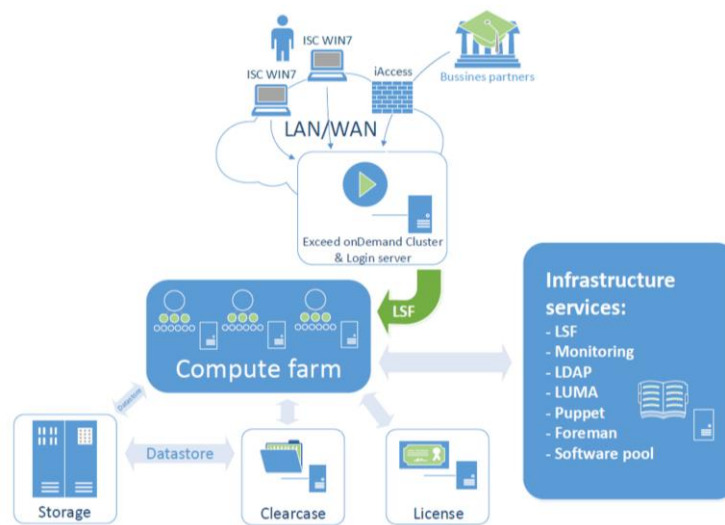 ISC WIN7
ISC WIN7
iAccess
Bussines partners
LAN/WAN
Exceed onDemand Cluster
& Login server
LSF
Compute farm
Infrastructure
services:
- LSF
- Monitoring
- LDAP
- LUMA
- Puppet
- Foreman
- Software pool
Datastore
Datastore
Storage
Clearcase
License